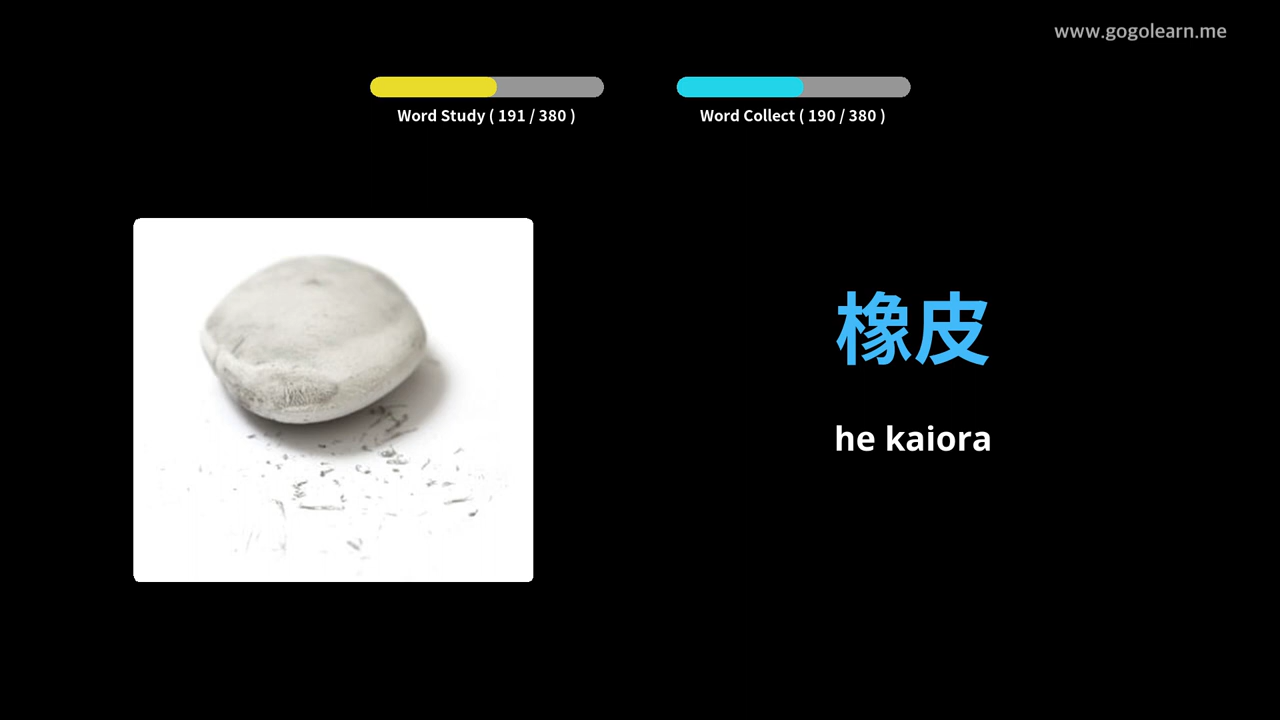 www.gogolearn.me
Word Study ( 191 / 380 )
Word Collect ( 190 / 380 )
橡皮
he kaiora